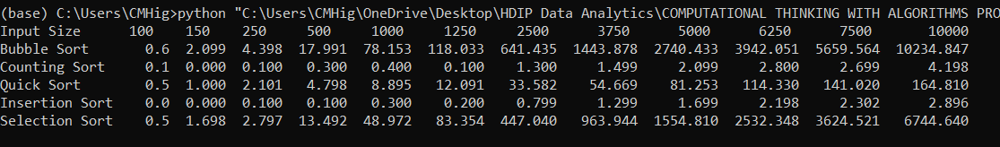 (base) C:\Users\CMHig>python "C:\Users\CMHig\OneDrive\Desktop\HDIP Data Analytics\COMPUTATIONAL THINKING WITH ALGORITHMS PRO
Input Size 100 150 250 500 1000 1250 2500 3750 5000 6250 7500 10000
Bubble Sort 0.6 2.099 4.398 17.991 78.153 118.033 641.435 1443.878 2740.433 3942.051 5659.564 10234.847
Counting Sort 0.1 0.000 0.100 0.300 0.400 0.100 1.300 1.499 2.099 2.800 2.699 4.198
Quick Sort 0.5 1.000 2.101 4.798 8.895 12.091 33.582 54.669 81.253 114.330 141.020 164.810
Insertion Sort 0.0 0.000 0.100 0.100 0.300 0.200 0.799 1.299 1.699 2.198 2.302 2.896
Selection Sort 0.5 1.698 2.797 13.492 48.972 83.354 447.040 963.944 1554.810 2532.348 3624.521 6744.640